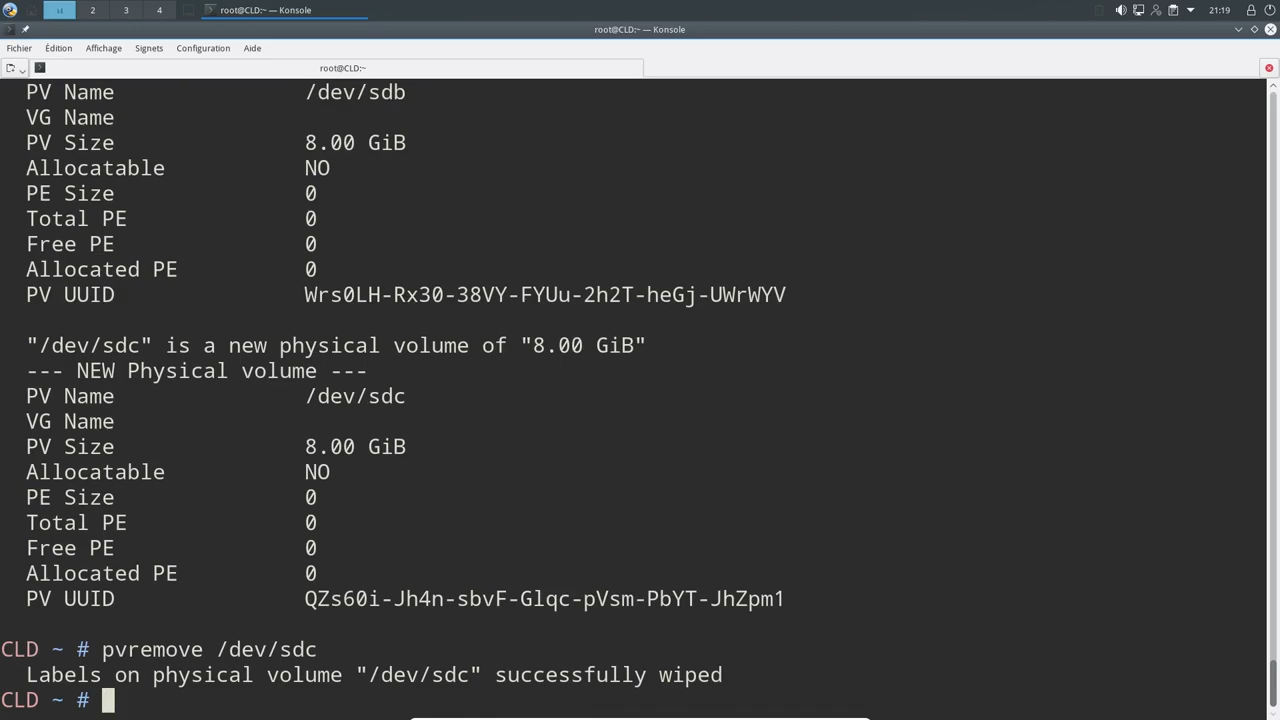 2
3
4
root@CLD:~ — Konsole
21:19
root@CLD:~ — Konsole
Fichier Édition Affichage Signets Configuration Aide
root@CLD:~
PV Name /dev/sdb
VG Name
PV Size 8.00 GiB
Allocatable NO
PE Size 0
Total PE 0
Free PE 0
Allocated PE 0
PV UUID Wrs0LH-Rx30-38VY-FYUu-2h2T-heGj-UWrWYV
"/dev/sdc" is a new physical volume of "8.00 GiB"
--- NEW Physical volume ---
PV Name /dev/sdc
VG Name
PV Size 8.00 GiB
Allocatable NO
PE Size 0
Total PE 0
Free PE 0
Allocated PE 0
PV UUID QZs60i-Jh4n-sbvF-Glqc-pVsm-PbYT-JhZpm1
CLD ~ # pvremove /dev/sdc
Labels on physical volume "/dev/sdc" successfully wiped
CLD ~ #